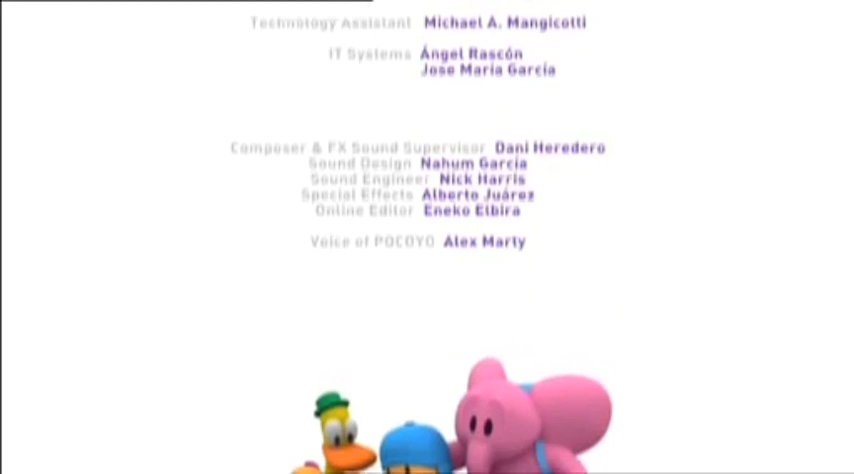 Technology Assistant Michael A. Mangicotti
IT Systems Ángel Rascón
Jose Maria García
Composer & FX Sound Supervisor Dani Heredero
Sound Design Nahum García
Sound Engineer Nick Harris
Special Effects Alberto Juárez
Online Editor Eneko Elbira
Voice of POCOYO Alex Marty